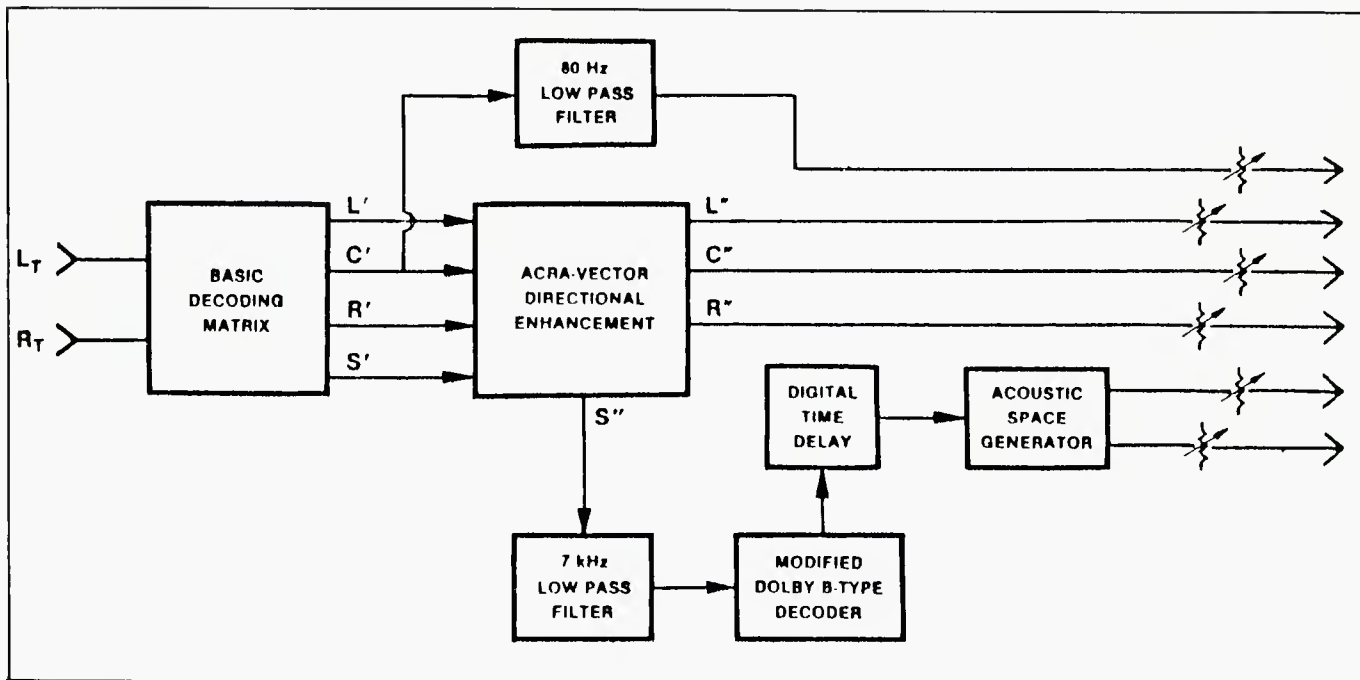 80 Hz
LOW PASS
FILTER
L'
L"
L_T
C'
C"
BASIC
DECODING
MATRIX
ACRA-VECTOR
DIRECTIONAL
ENHANCEMENT
R'
R"
R_T
S'
S"
DIGITAL
TIME
DELAY
ACOUSTIC
SPACE
GENERATOR
7 kHz
LOW PASS
FILTER
MODIFIED
DOLBY B-TYPE
DECODER